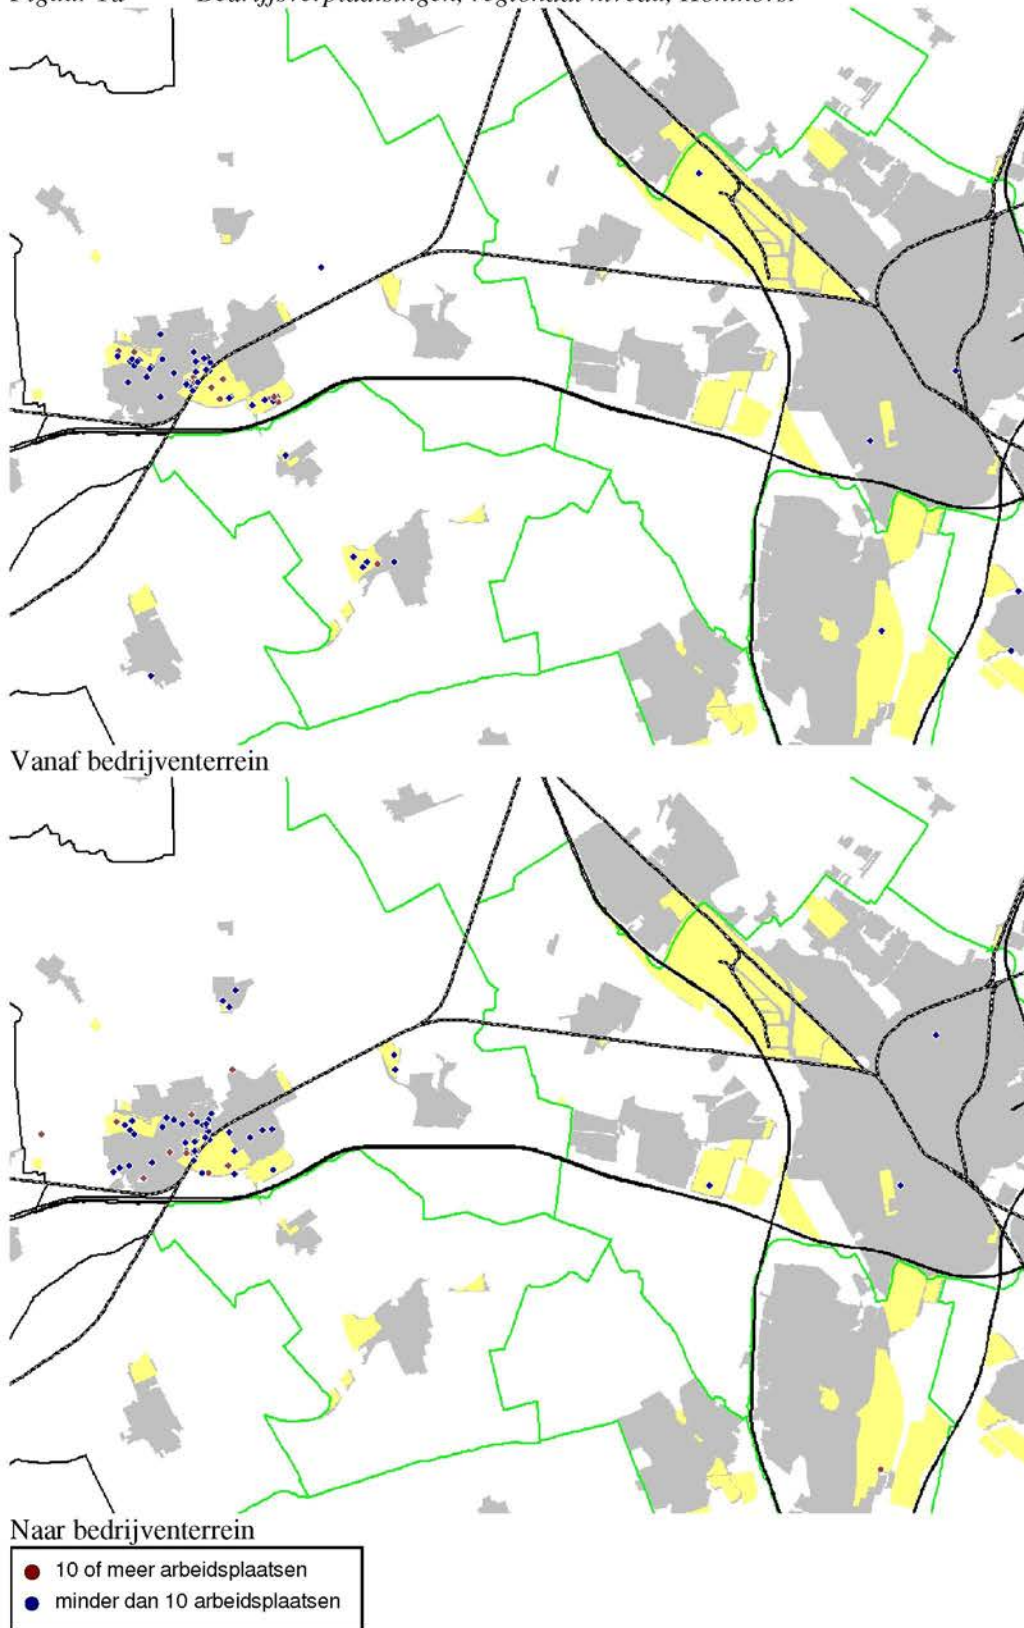 Vanaf bedrijventerrein
Naar bedrijventerrein
10 of meer arbeidsplaatsen
minder dan 10 arbeidsplaatsen